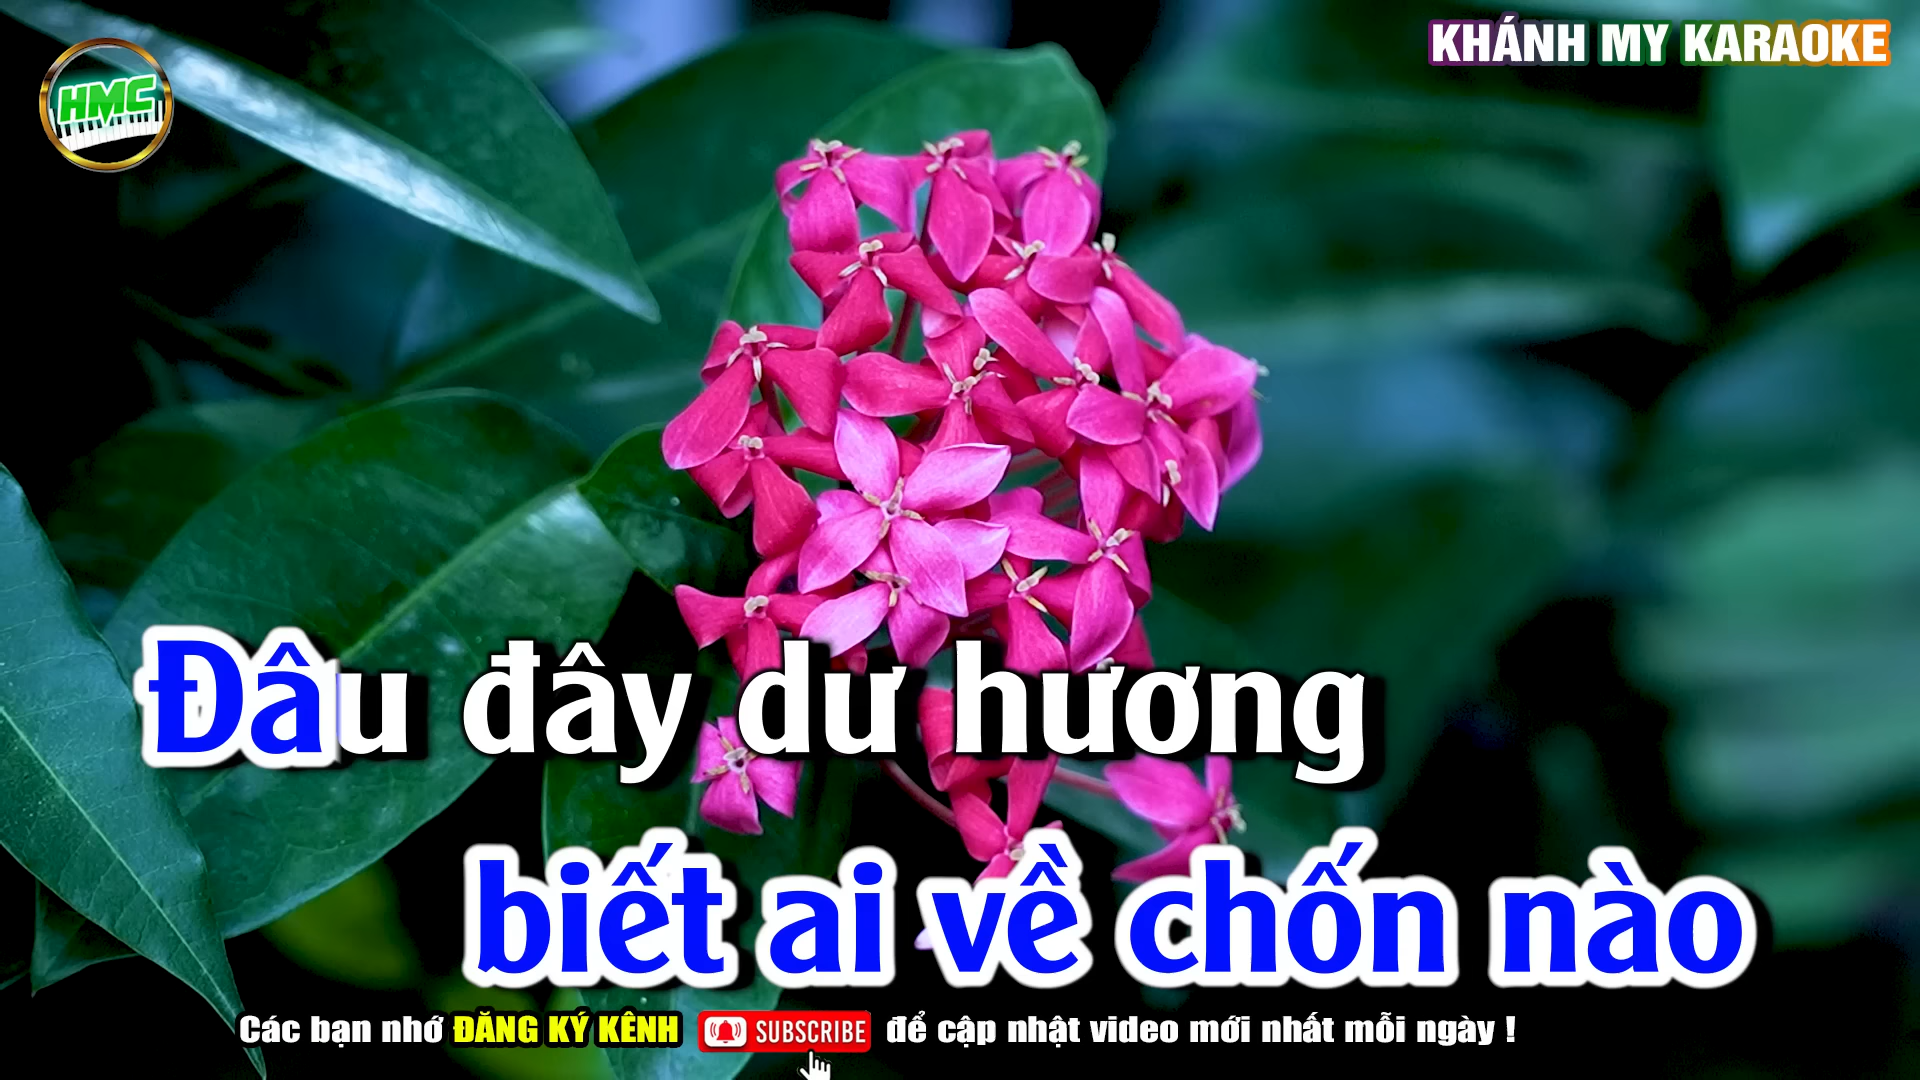 KHÁNH MY KARAOKE
HMC
Đâu đây dư hương
biết ai về chốn nào
Các bạn nhớ ĐĂNG KÝ KÊNH SUBSCRIBE để cập nhật video mới nhất mỗi ngày !